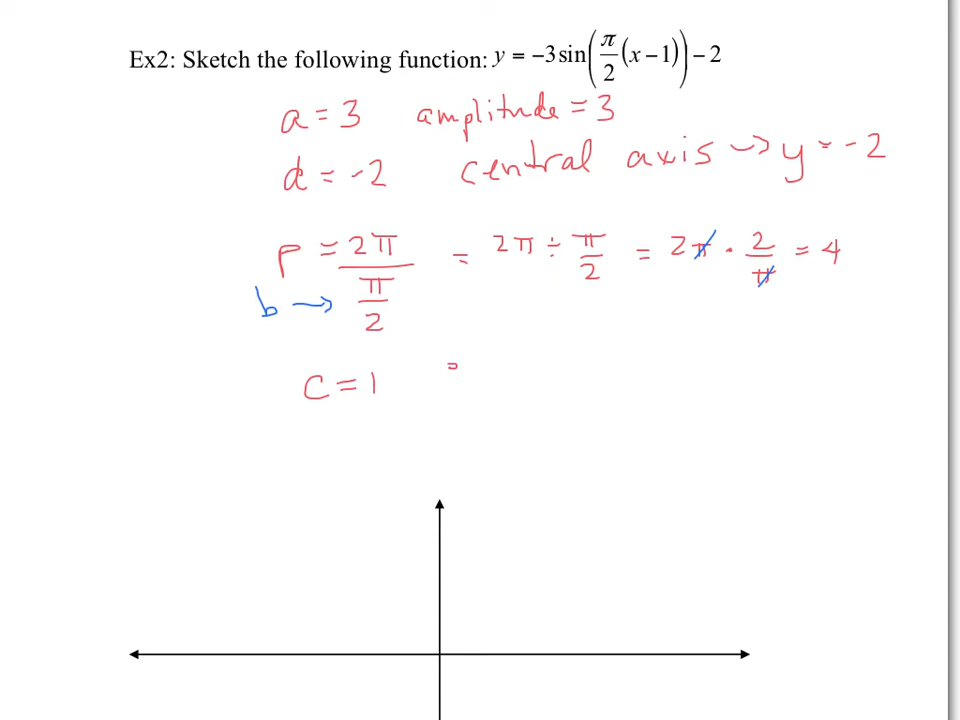 Ex2: Sketch the following function: y = −3sin(π/2(x−1))−2
a = 3 amplitude = 3
d = -2 central axis → y = -2
P = 2π/(π/2) = 2π ÷ π/2 = 2π · 2/π = 4
b →
c = 1 =